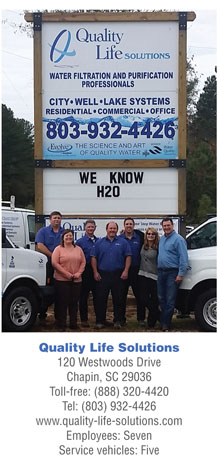 Quality
Life SOLUTIONS
WATER FILTRATION AND PURIFICATION
PROFESSIONALS
CITY • WELL • LAKE SYSTEMS
RESIDENTIAL • COMMERCIAL • OFFICE
803-932-4426
Evolve
THE SCIENCE AND ART
OF QUALITY WATER
WE KNOW
H2O
Quality Life Solutions
120 Westwoods Drive
Chapin, SC 29036
Toll-free: (888) 320-4420
Tel: (803) 932-4426
www.quality-life-solutions.com
Employees: Seven
Service vehicles: Five